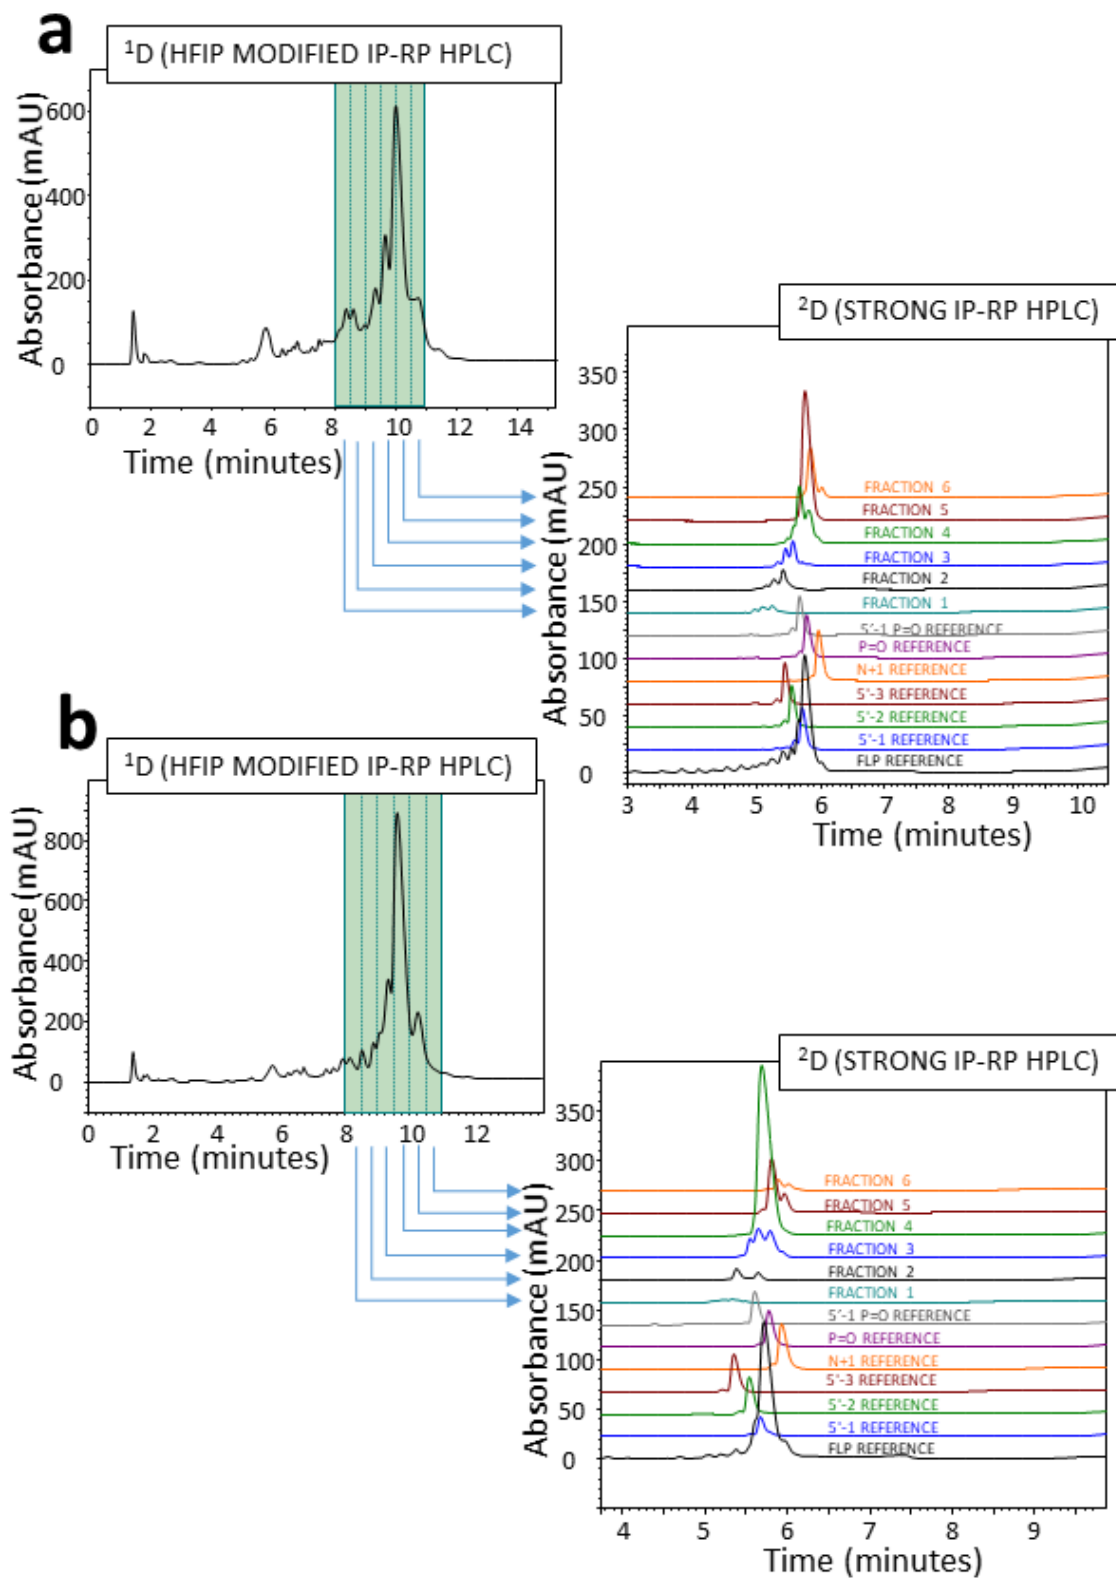 a
¹D (HFIP MODIFIED IP-RP HPLC)
Absorbance (mAU)
600
400
200
0
0 2 4 6 8 10 12 14
Time (minutes)
²D (STRONG IP-RP HPLC)
Absorbance (mAU)
350
300
250
200
150
100
50
0
FRACTION 6
FRACTION 5
FRACTION 4
FRACTION 3
FRACTION 2
FRACTION 1
5'-1 P=O REFERENCE
P=O REFERENCE
N+1 REFERENCE
5'-3 REFERENCE
5'-2 REFERENCE
5'-1 REFERENCE
FLP REFERENCE
3 4 5 6 7 8 9 10
Time (minutes)
b
¹D (HFIP MODIFIED IP-RP HPLC)
Absorbance (mAU)
800
600
400
200
0
0 2 4 6 8 10 12
Time (minutes)
²D (STRONG IP-RP HPLC)
Absorbance (mAU)
350
300
250
200
150
100
50
0
FRACTION 6
FRACTION 5
FRACTION 4
FRACTION 3
FRACTION 2
FRACTION 1
5'-1 P=O REFERENCE
P=O REFERENCE
N+1 REFERENCE
5'-3 REFERENCE
5'-2 REFERENCE
5'-1 REFERENCE
FLP REFERENCE
4 5 6 7 8 9
Time (minutes)